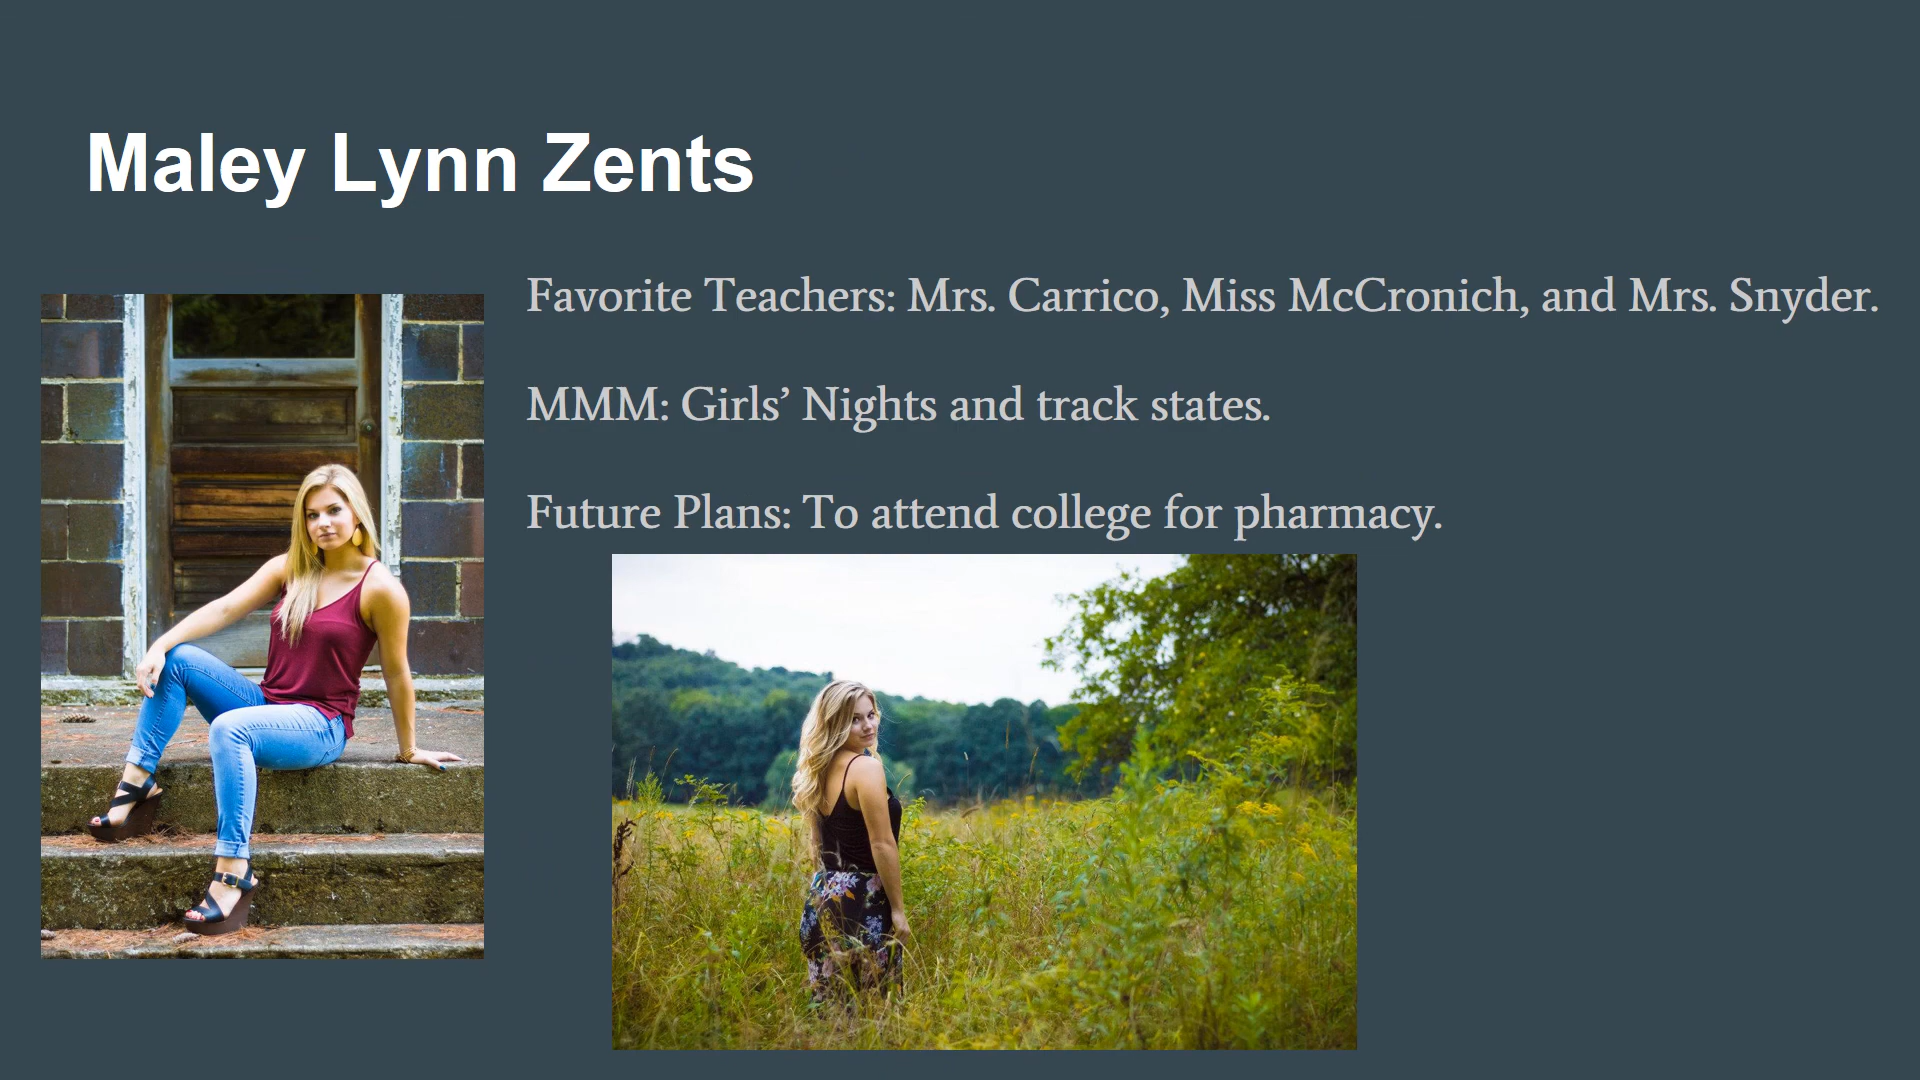 Maley Lynn Zents
Favorite Teachers: Mrs. Carrico, Miss McCronich, and Mrs. Snyder.
MMM: Girls’ Nights and track states.
Future Plans: To attend college for pharmacy.